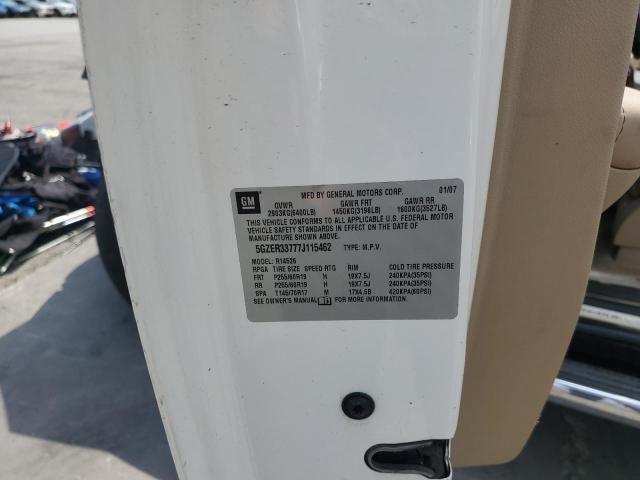 GM
MFD BY GENERAL MOTORS CORP. 01/07
GVWR GAWR FRT GAWR RR
2903KG(6400LB) 1450KG(3196LB) 1600KG(3527LB)
THIS VEHICLE CONFORMS TO ALL APPLICABLE U.S. FEDERAL MOTOR
VEHICLE SAFETY STANDARDS IN EFFECT ON THE DATE OF
MANUFACTURE SHOWN ABOVE.
5GZER33777J115462 TYPE: M.P.V.
MODEL: R14526
RPGA TIRE SIZE SPEED RTG RIM COLD TIRE PRESSURE
FRT P255/60R19 H 19X7.5J 240KPA(35PSI)
RR P255/60R19 H 19X7.5J 240KPA(35PSI)
SPA T145/70R17 M 17X4.5B 420KPA(60PSI)
SEE OWNER'S MANUAL FOR MORE INFORMATION.